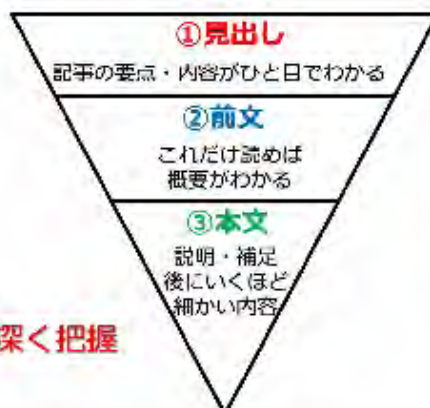 ①見出し
記事の要点・内容がひと目でわかる
②前文
これだけ読めば
概要がわかる
③本文
説明・補足
後にいくほど
細かい内容
深く把握